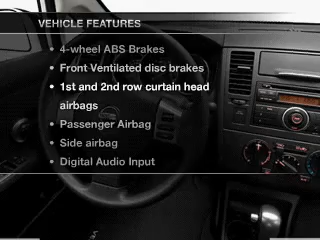 VEHICLE FEATURES
• 4-wheel ABS Brakes
• Front Ventilated disc brakes
• 1st and 2nd row curtain head
airbags
• Passenger Airbag
• Side airbag
• Digital Audio Input